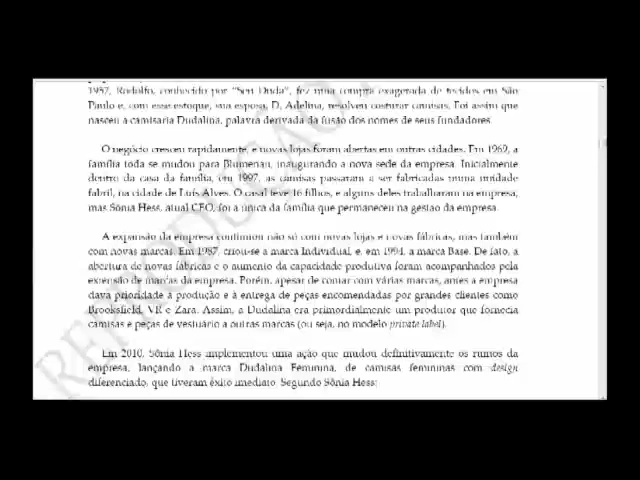 1957, Rodolfo, conhecido por "Seu Duda", fez uma compra exagerada de tecidos em São
Paulo e, com esse estoque, sua esposa, D. Adelina, resolveu costurar camisas. Foi assim que
nasceu a camisaria Dudalina, palavra derivada da fusão dos nomes de seus fundadores.
O negócio cresceu rapidamente, e novas lojas foram abertas em outras cidades. Em 1969, a
família toda se mudou para Blumenau, inaugurando a nova sede da empresa. Inicialmente
dentro da casa da família, em 1997, as camisas passaram a ser fabricadas numa unidade
fabril, na cidade de Luís Alves. O casal teve 16 filhos, e alguns deles trabalharam na empresa,
mas Sônia Hess, atual CEO, foi a única da família que permaneceu na gestão da empresa.
A expansão da empresa continuou não só com novas lojas e novas fábricas, mas também
com novas marcas. Em 1987, criou-se a marca Individual e, em 1994, a marca Base. De fato, a
abertura de novas fábricas e o aumento da capacidade produtiva foram acompanhados pela
extensão de marcas da empresa. Porém, apesar de contar com várias marcas, antes a empresa
dava prioridade à produção e à entrega de peças encomendadas por grandes clientes como
Brooksfield, VR e Zara. Assim, a Dudalina era primordialmente um produtor que fornecia
camisas e peças de vestuário a outras marcas (ou seja, no modelo private label).
Em 2010, Sônia Hess implementou uma ação que mudou definitivamente os rumos da
empresa, lançando a marca Dudalina Feminina, de camisas femininas com design
diferenciado, que tiveram êxito imediato. Segundo Sônia Hess: